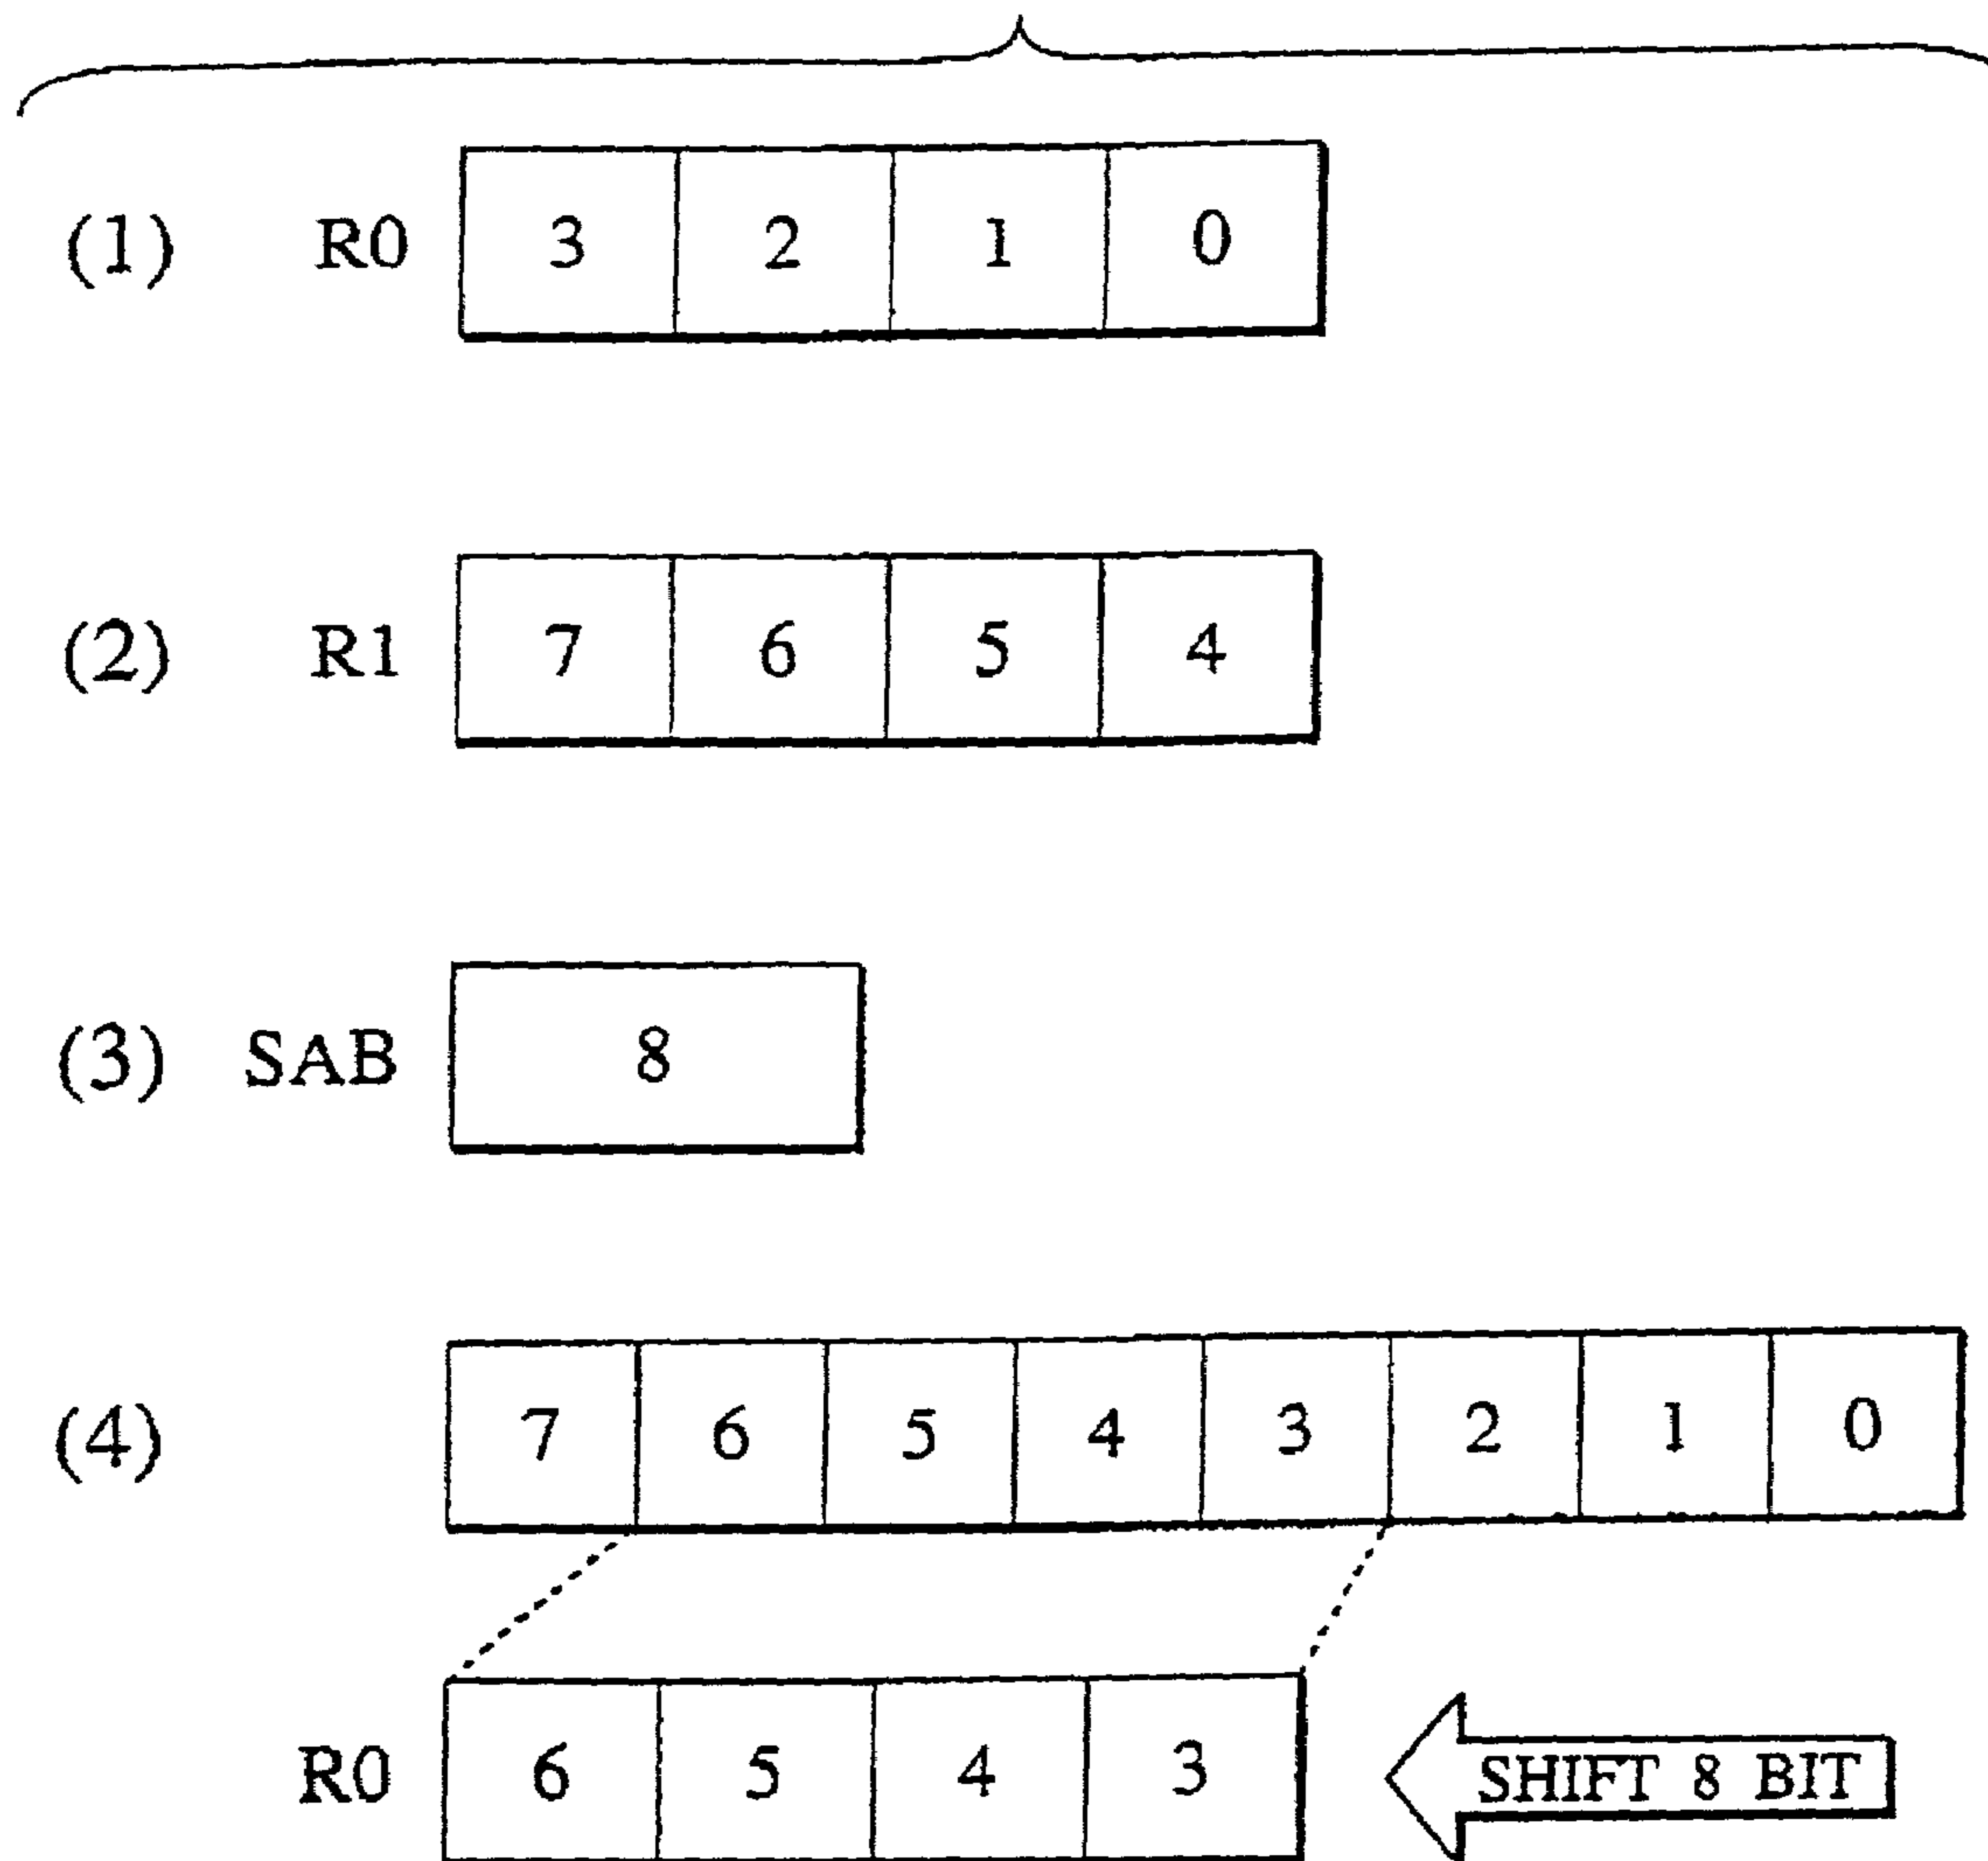 (1) R0 3 2 1 0
(2) R1 7 6 5 4
(3) SAB 8
(4) 7 6 5 4 3 2 1 0
R0 6 5 4 3 SHIFT 8 BIT